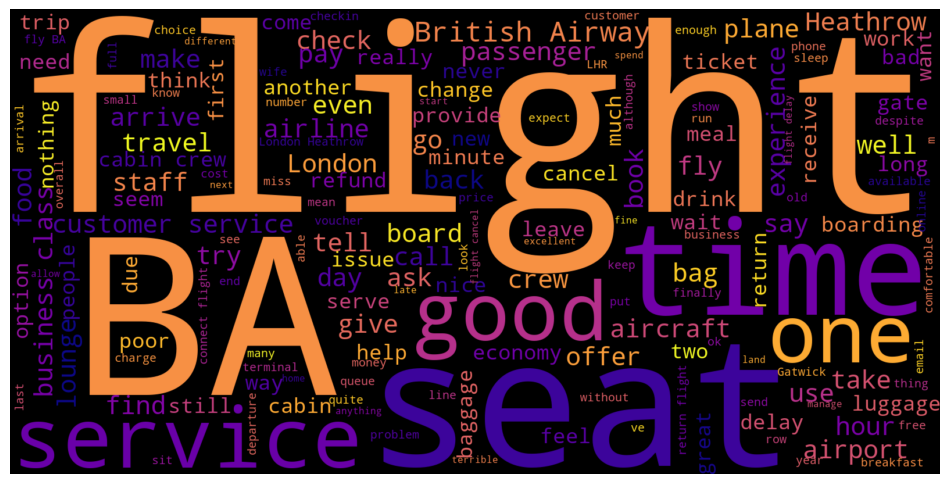 flight
BA
seat
time
service
good
one
British Airway
Heathrow
checkin
customer
choice
different
fly BA
trip
come
check
passenger
plane
work
need
full
make
pay
really
never
enough
spend
phone
sleep
bad
want
think
wife
LHR
ticket
know
first
another
number
even
change
although
small
start
provide
show
run
gate
despite
arrival
nothing
arrive
airline
expect
much
experience
flight delay
receive
m
London Heathrow
go
new
travel
well
cabin crew
cost
London
minute
meal
long
overall
staff
next
miss
refund
back
cancel
book
fly
drink
old
available
airline
food
seem
mean
price
voucher
leave
fine
wait
say
boarding
customer service
excellent
business
class
lounge
people
due
able
tell
board
look
flight cancel
issue
call
crew
bag
return
comfortable
option
try
see
day
ask
nice
late
keep
finally
allow
end
connect flight
serve
put
aircraft
business class
poor
give
charge
many
help
economy
offer
two
ok
land
email
terminal
money
way
home
queue
Gatwick
thing
last
find
still
cabin
quite
anything
line
baggage
without
send
use
take
manage
luggage
departure
problem
feel
ve
return flight
great
delay
row
hour
free
sit
terrible
airport
year
breakfast